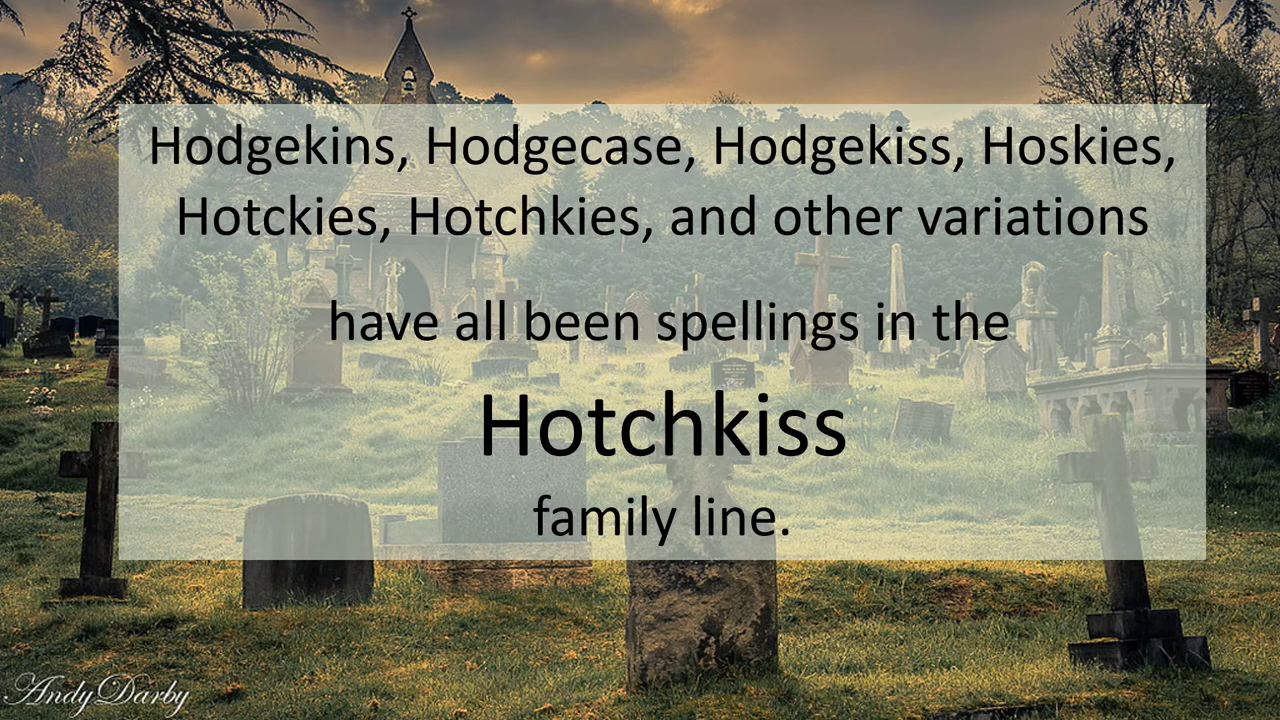 Hodgekins, Hodgecase, Hodgekiss, Hoskies,
Hotckies, Hotchkies, and other variations
have all been spellings in the
Hotchkiss
family line.
AndyDarby